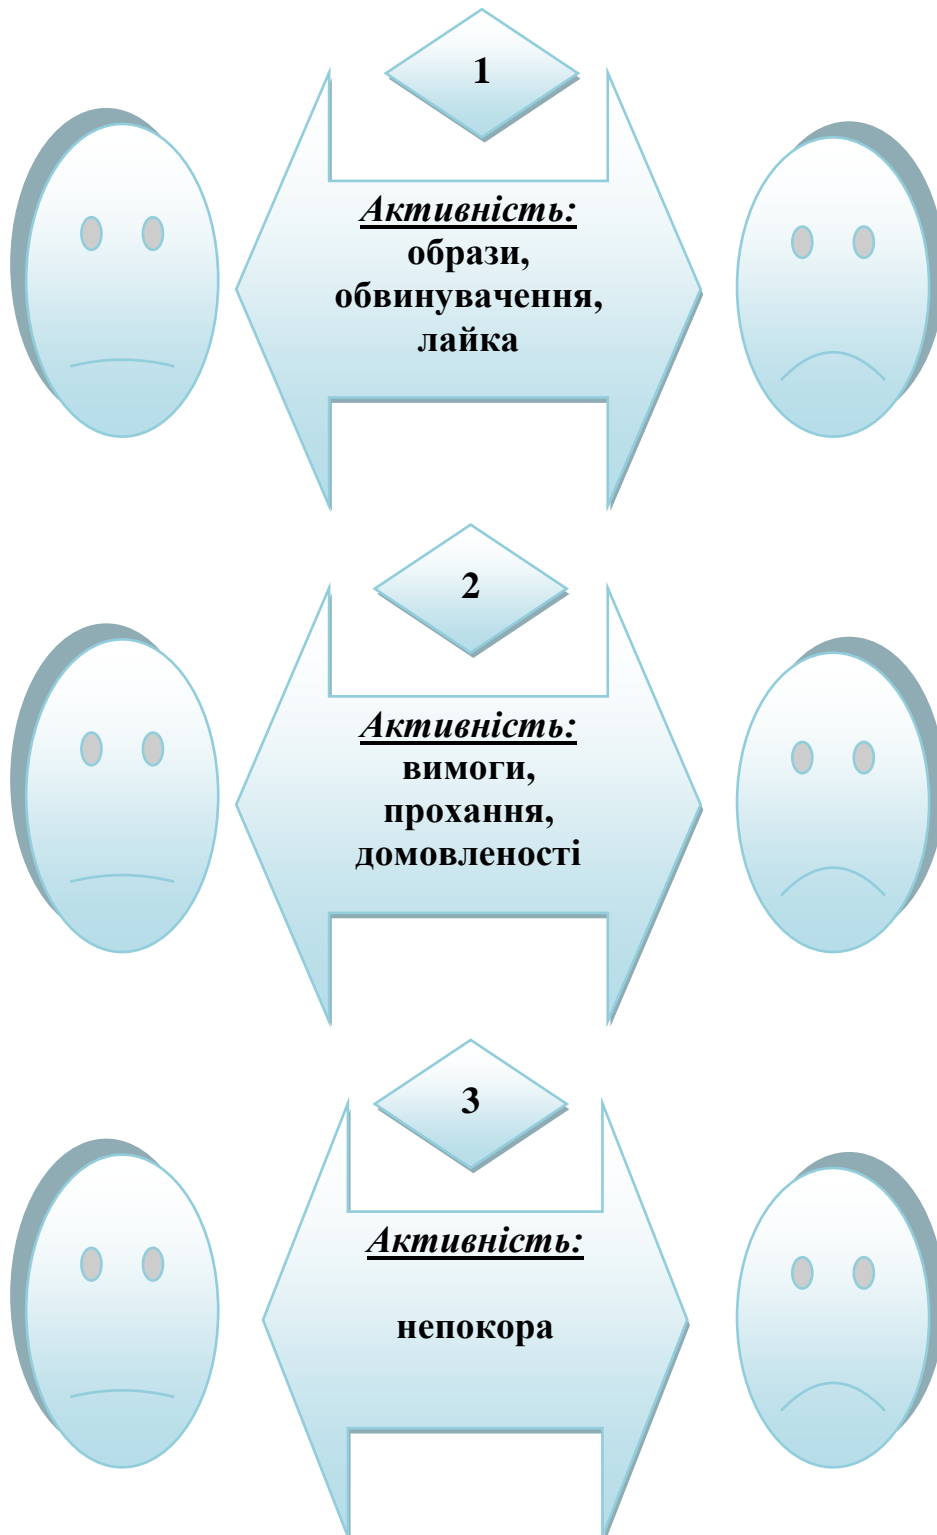 1
Активність:
образи,
обвинувачення,
лайка
2
Активність:
вимоги,
прохання,
домовленості
3
Активність:
непокора